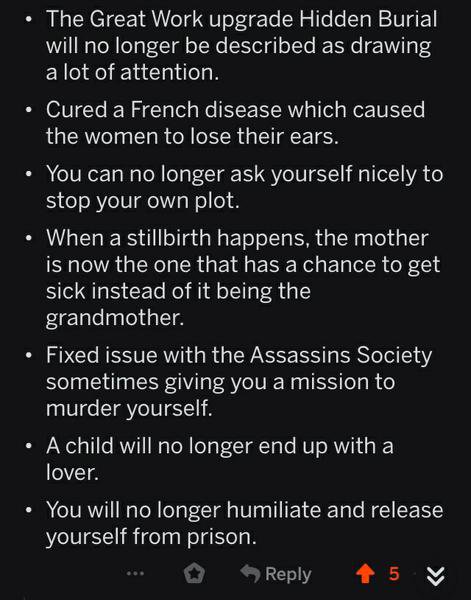 • The Great Work upgrade Hidden Burial
will no longer be described as drawing
a lot of attention.
• Cured a French disease which caused
the women to lose their ears.
• You can no longer ask yourself nicely to
stop your own plot.
• When a stillbirth happens, the mother
is now the one that has a chance to get
sick instead of it being the
grandmother.
• Fixed issue with the Assassins Society
sometimes giving you a mission to
murder yourself.
• A child will no longer end up with a
lover.
• You will no longer humiliate and release
yourself from prison.
... Reply 5